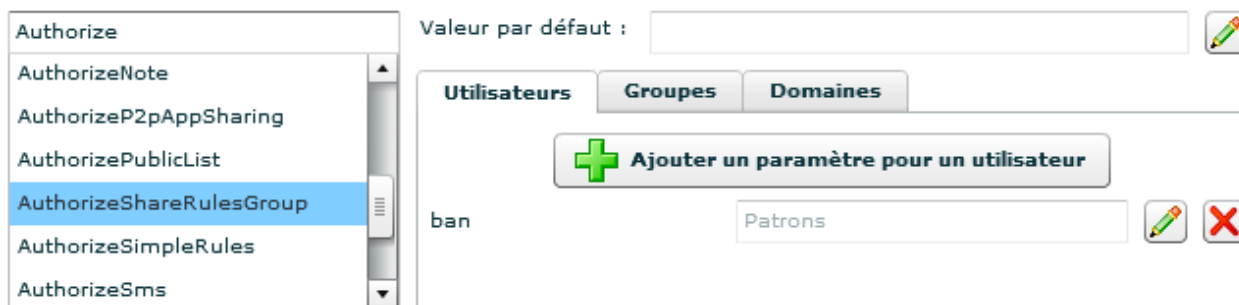 Authorize
AuthorizeNote
AuthorizeP2pAppSharing
AuthorizePublicList
AuthorizeShareRulesGroup
AuthorizeSimpleRules
AuthorizeSms
Valeur par défaut :
Utilisateurs
Groupes
Domaines
Ajouter un paramètre pour un utilisateur
ban
Patrons